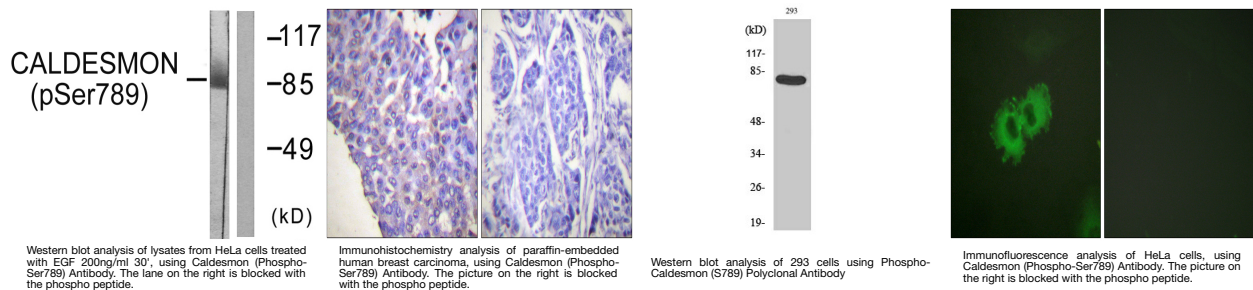 CALDESMON
(pSer789)
–117
–85
–49
(kD)
Western blot analysis of lysates from HeLa cells treated
with EGF 200ng/ml 30', using Caldesmon (Phospho-
Ser789) Antibody. The lane on the right is blocked with
the phospho peptide.
Immunohistochemistry analysis of paraffin-embedded
human breast carcinoma, using Caldesmon (Phospho-
Ser789) Antibody. The picture on the right is blocked
with the phospho peptide.
293
(kD)
117-
85-
48-
34-
26-
19-
Western blot analysis of 293 cells using Phospho-
Caldesmon (S789) Polyclonal Antibody
Immunofluorescence analysis of HeLa cells, using
Caldesmon (Phospho-Ser789) Antibody. The picture on
the right is blocked with the phospho peptide.